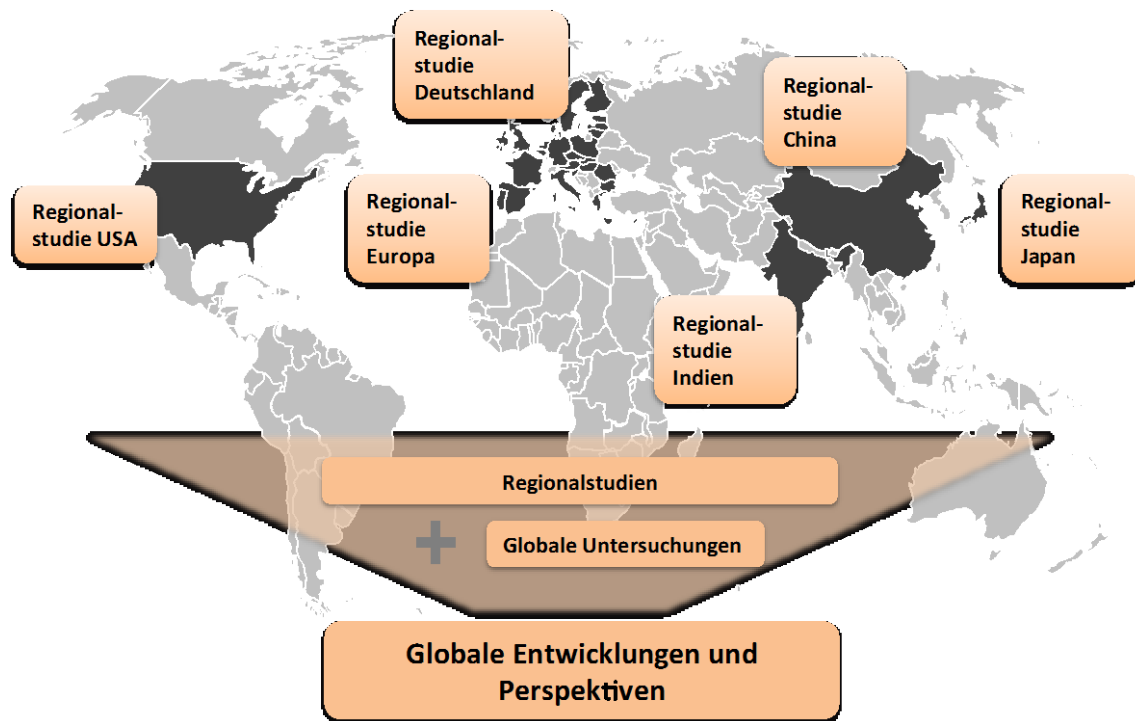 Regional-
studie
Deutschland
Regional-
studie
China
Regional-
studie USA
Regional-
studie
Europa
Regional-
studie
Japan
Regional-
studie
Indien
Regionalstudien
+
Globale Untersuchungen
Globale Entwicklungen und
Perspektiven